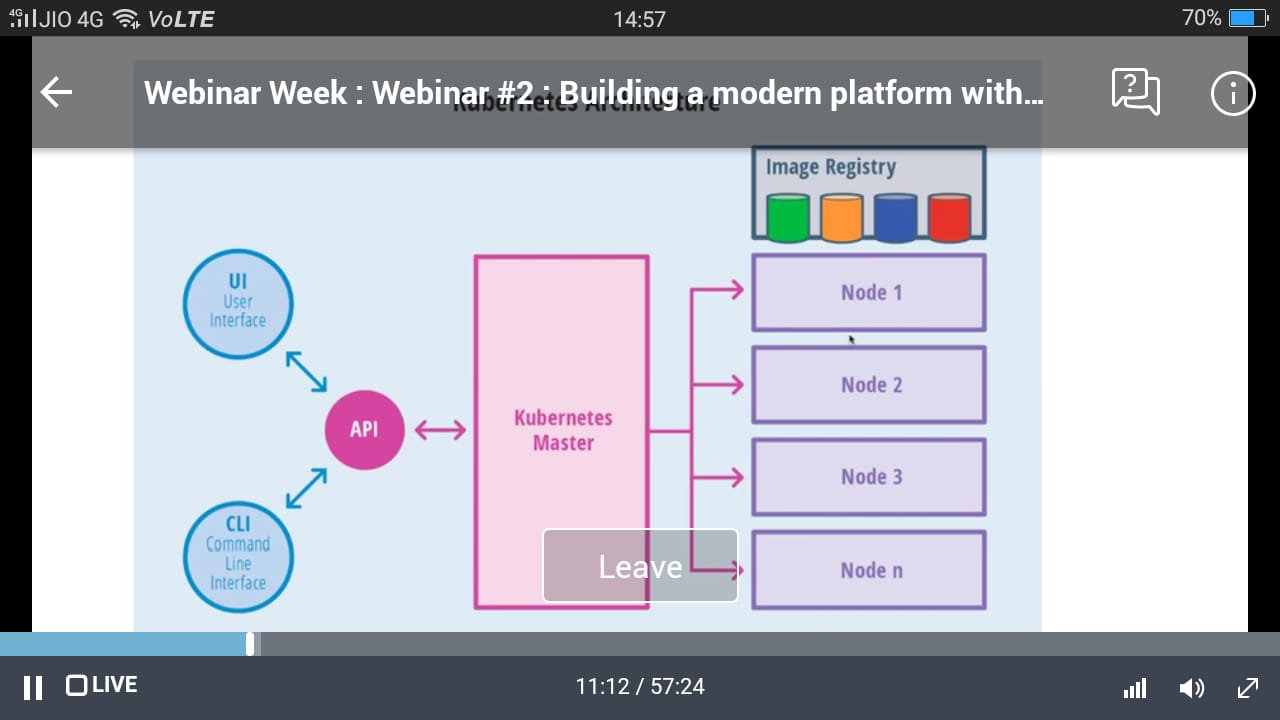 4G JIO 4G VoLTE 14:57 70%
Webinar Week : Webinar #2 : Building a modern platform with...
Kubernetes Architecture
Image Registry
UI
User
Interface
API
CLI
Command
Line
Interface
Kubernetes
Master
Node 1
Node 2
Node 3
Node n
Leave
LIVE 11:12 / 57:24